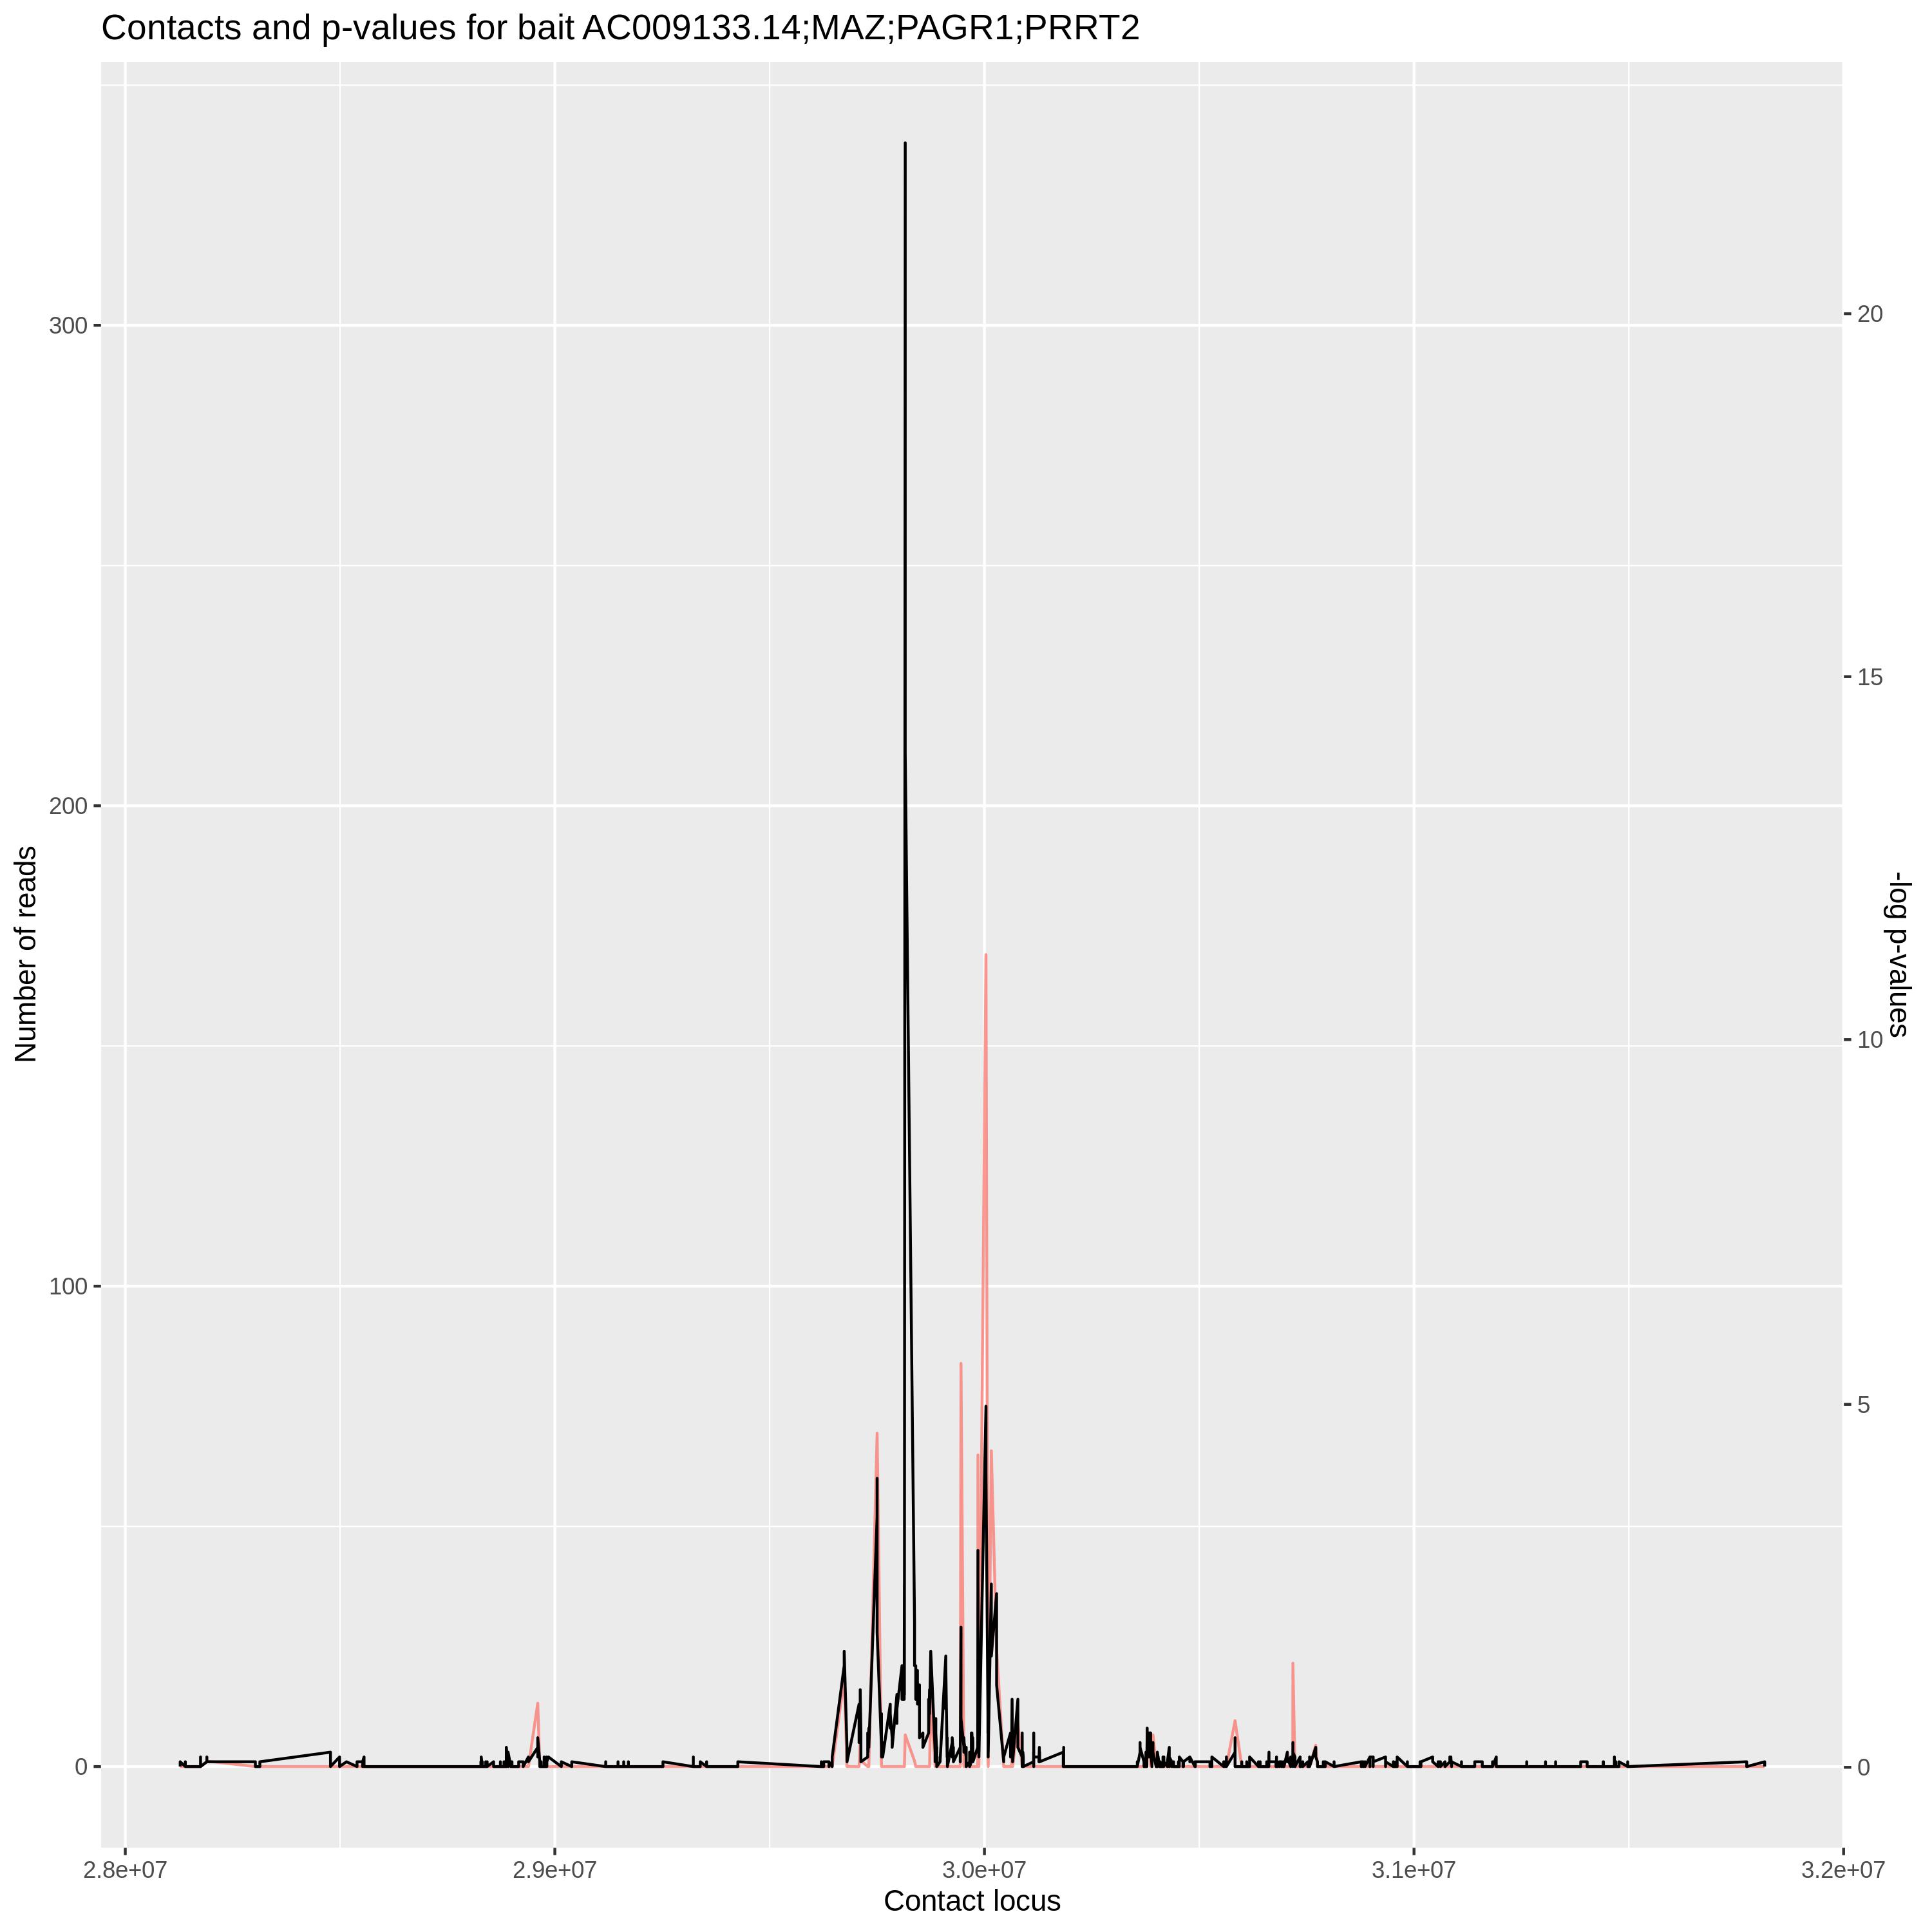 Contacts and p-values for bait AC009133.14;MAZ;PAGR1;PRRT2
Number of reads
300
200
100
0
20
15
10
5
0
-log p-values
2.8e+07
2.9e+07
3.0e+07
3.1e+07
3.2e+07
Contact locus